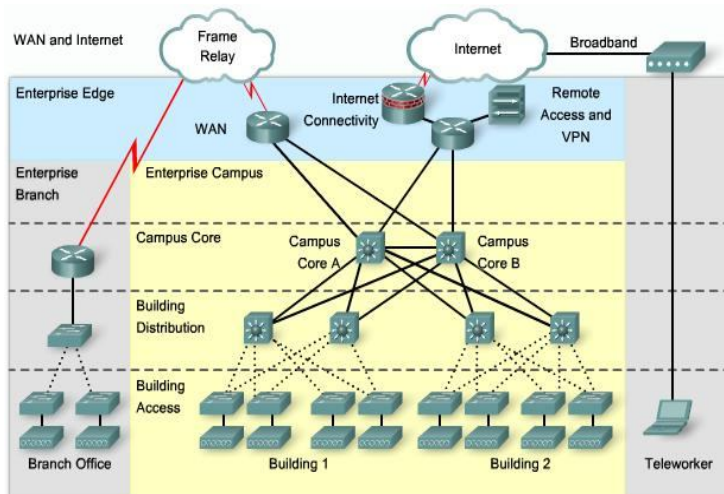 WAN and Internet
Frame
Relay
Internet
Broadband
Enterprise Edge
WAN
Internet
Connectivity
Remote
Access and
VPN
Enterprise
Branch
Enterprise Campus
Campus Core
Campus
Core A
Campus
Core B
Building
Distribution
Building
Access
Branch Office
Building 1
Building 2
Teleworker